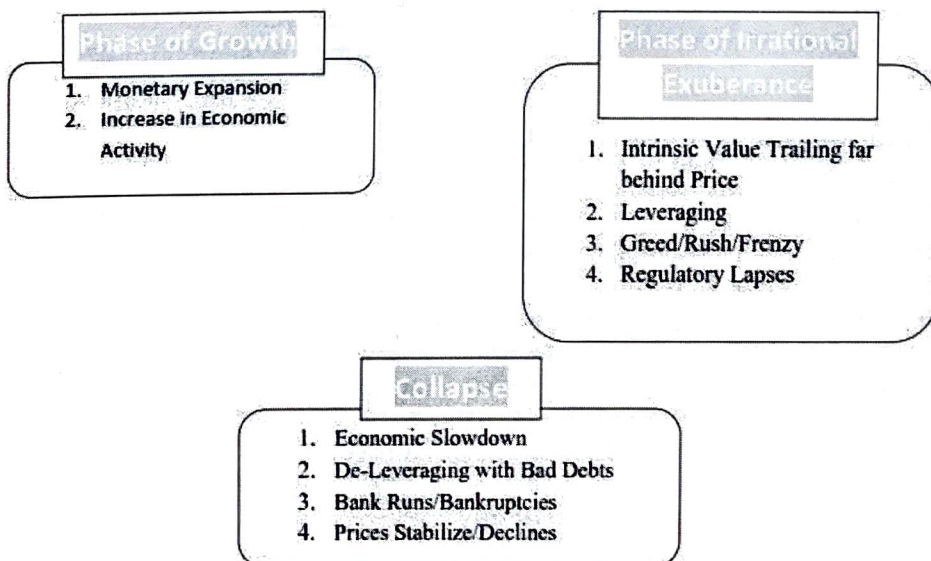 Phase of Growth
1. Monetary Expansion
2. Increase in Economic
Activity
Phase of Irrational
Exuberance
1. Intrinsic Value Trailing far
behind Price
2. Leveraging
3. Greed/Rush/Frenzy
4. Regulatory Lapses
Collapse
1. Economic Slowdown
2. De-Leveraging with Bad Debts
3. Bank Runs/Bankruptcies
4. Prices Stabilize/Declines